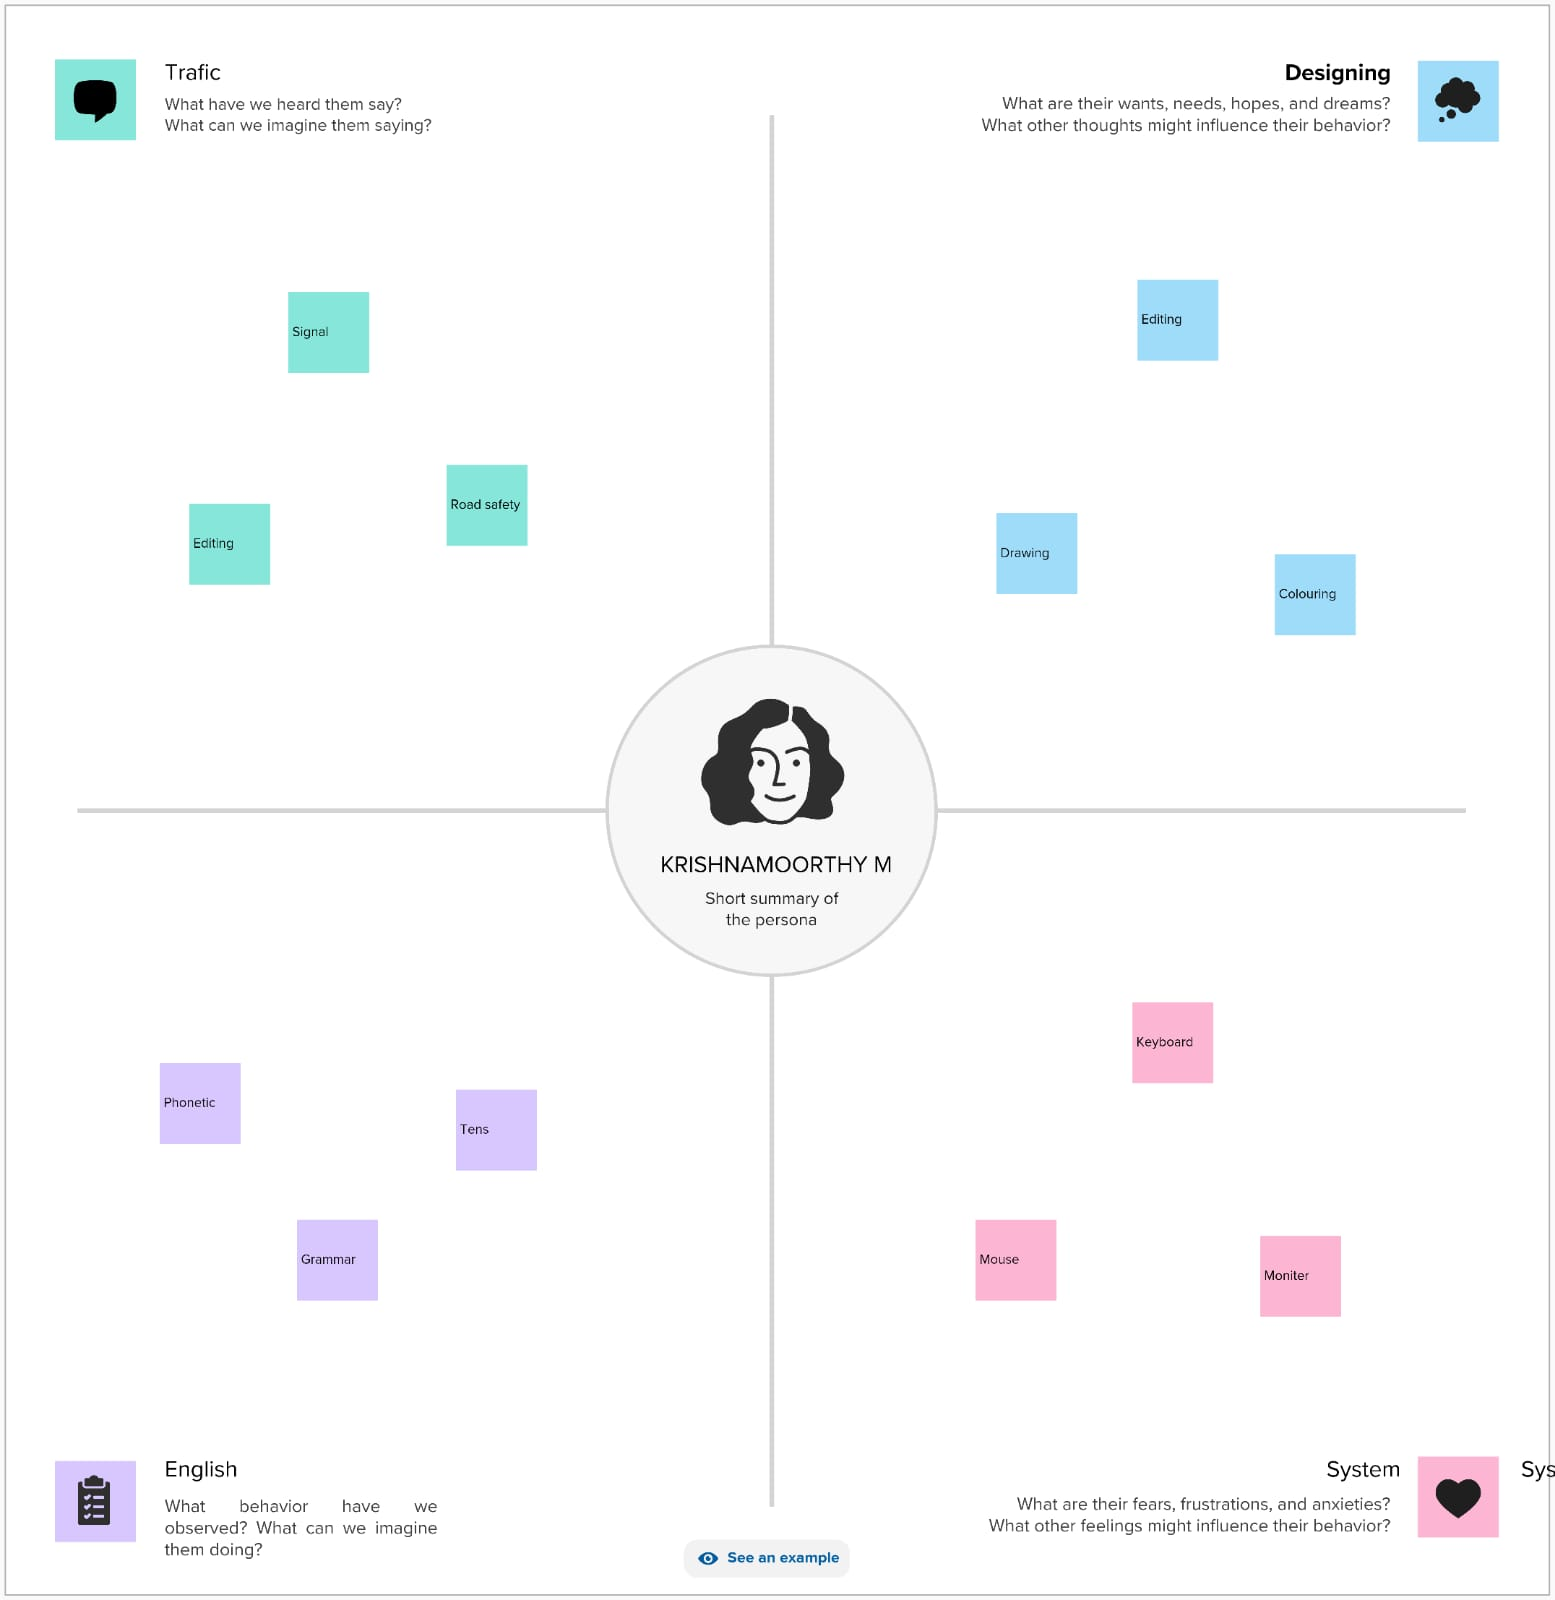 Trafic
What have we heard them say?
What can we imagine them saying?
Designing
What are their wants, needs, hopes, and dreams?
What other thoughts might influence their behavior?
Signal
Road safety
Editing
Editing
Drawing
Colouring
KRISHNAMOORTHY M
Short summary of
the persona
Phonetic
Tens
Grammar
Keyboard
Mouse
Moniter
English
What behavior have we
observed? What can we imagine
them doing?
System
What are their fears, frustrations, and anxieties?
What other feelings might influence their behavior?
Sys
See an example